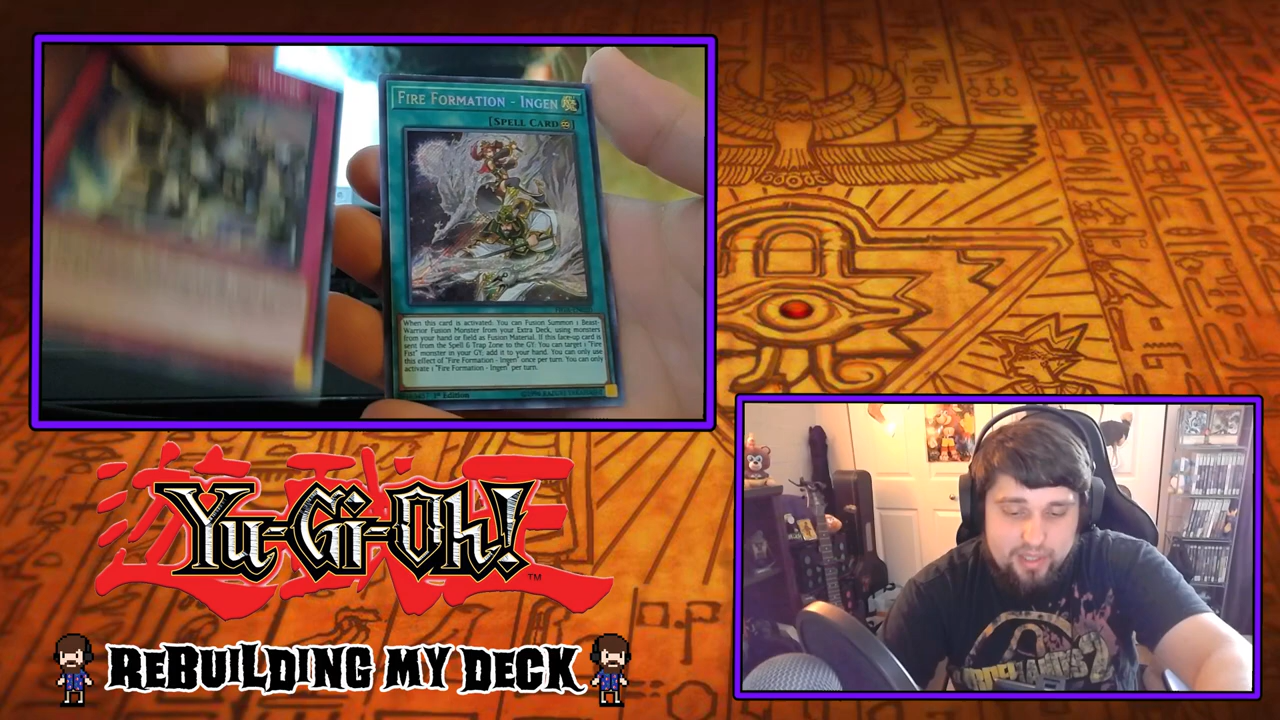 Fire Formation - Ingen
[Spell Card]
When this card is activated: You can Fusion Summon 1 Beast-
Warrior Fusion Monster from your Extra Deck, using monsters
from your hand or field as Fusion Material. If this face-up card is
sent from the Spell & Trap Zone to the GY: You can target 1 "Fire
Fist" monster in your GY; add it to your hand. You can only use
this effect of "Fire Formation - Ingen" once per turn. You can only
activate 1 "Fire Formation - Ingen" per turn.
1st Edition
遊戯王
Yu-Gi-Oh!
TM
REBUILDING MY DECK